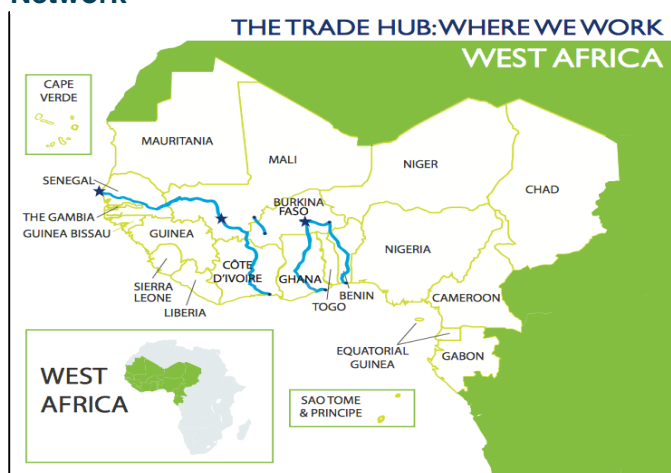 Network
THE TRADE HUB: WHERE WE WORK
WEST AFRICA
CAPE
VERDE
MAURITANIA
MALI
NIGER
CHAD
SENEGAL
THE GAMBIA
GUINEA BISSAU
GUINEA
BURKINA
FASO
NIGERIA
CÔTE
D'IVOIRE
GHANA
SIERRA
LEONE
LIBERIA
TOGO
BENIN
CAMEROON
EQUATORIAL
GUINEA
GABON
WEST
AFRICA
SAO TOME
& PRINCIPE